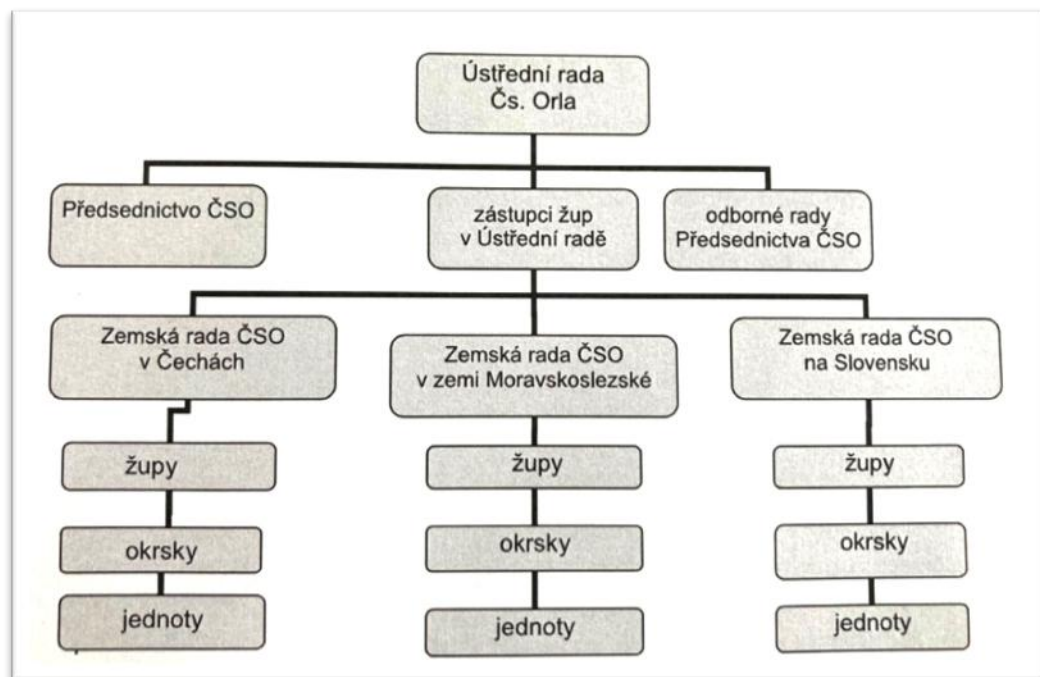 Ústřední rada
Čs. Orla
Předsednictvo ČSO
zástupci žup
v Ústřední radě
odborné rady
Předsednictva ČSO
Zemská rada ČSO
v Čechách
Zemská rada ČSO
v zemi Moravskoslezské
Zemská rada ČSO
na Slovensku
župy
župy
župy
okrsky
okrsky
okrsky
jednoty
jednoty
jednoty